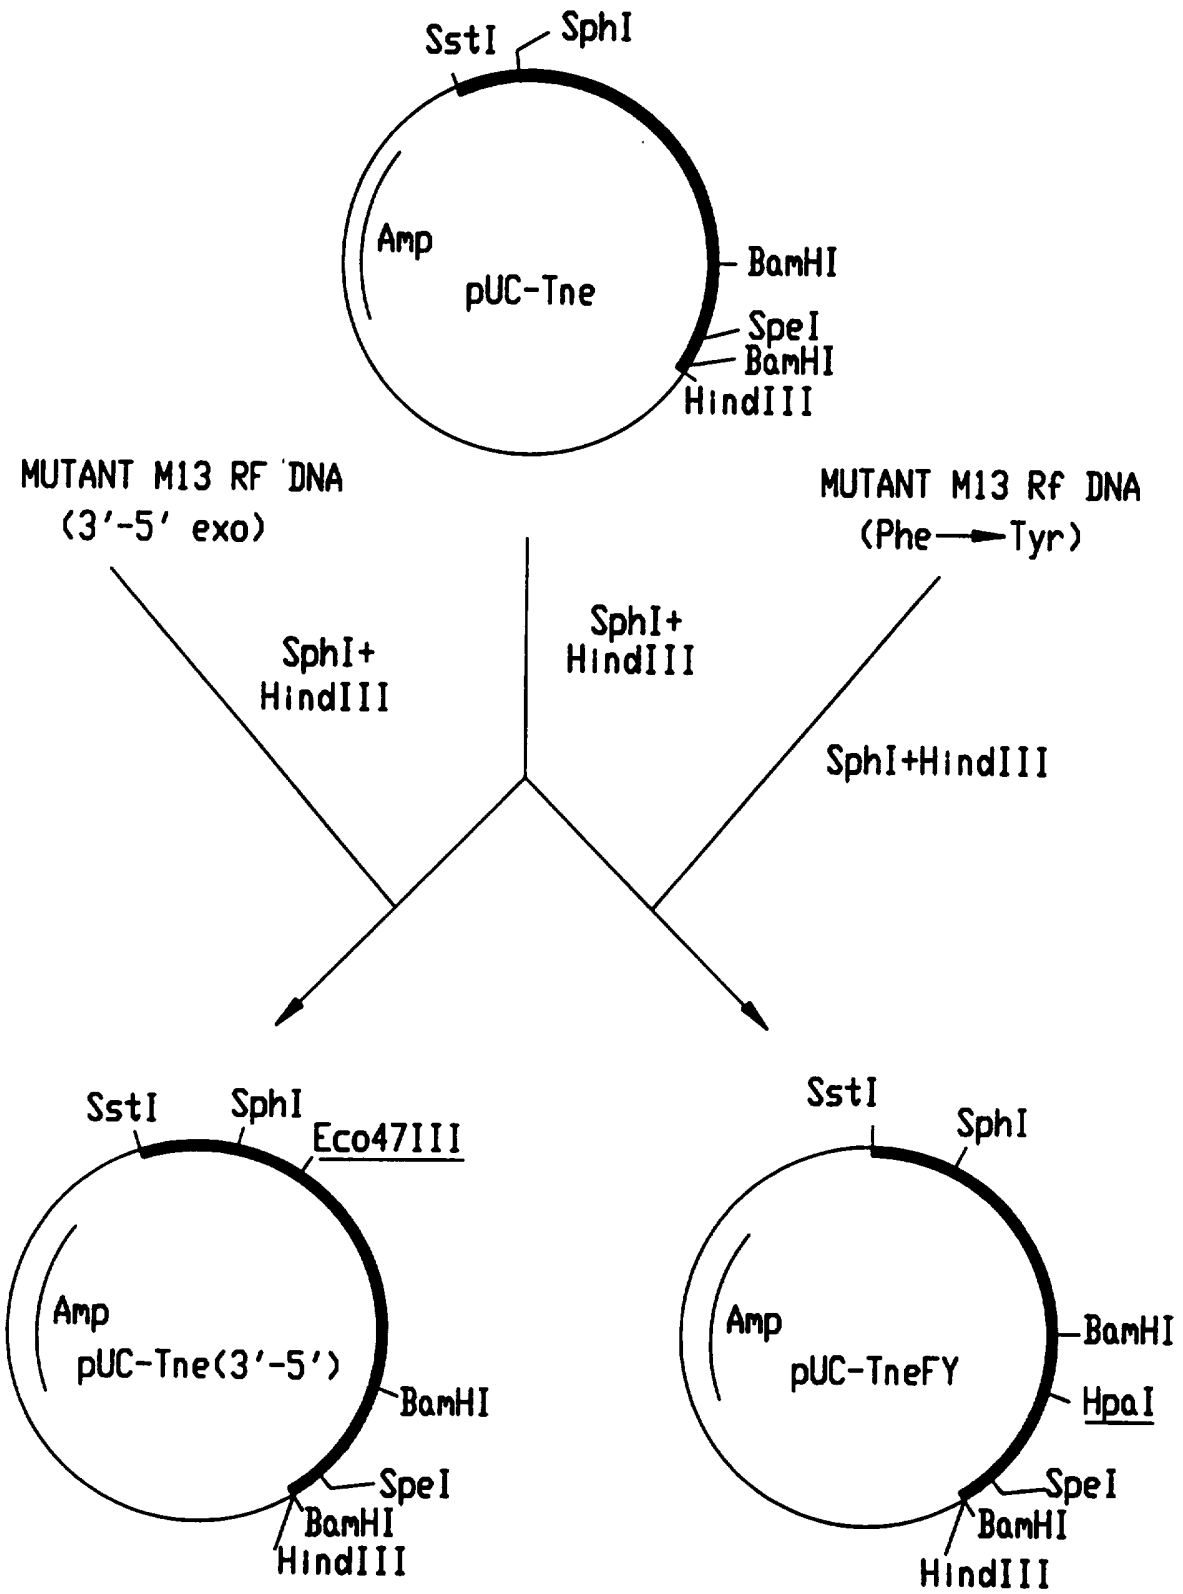 SstI
SphI
Amp
pUC-Tne
BamHI
SpeI
BamHI
HindIII
MUTANT M13 RF DNA
(3'-5' exo)
MUTANT M13 Rf DNA
(Phe→Tyr)
SphI+
HindIII
SphI+
HindIII
SphI+HindIII
SstI
SphI
Eco47III
Amp
pUC-Tne(3'-5')
BamHI
SpeI
BamHI
HindIII
SstI
SphI
Amp
pUC-TneFY
BamHI
HpaI
SpeI
BamHI
HindIII